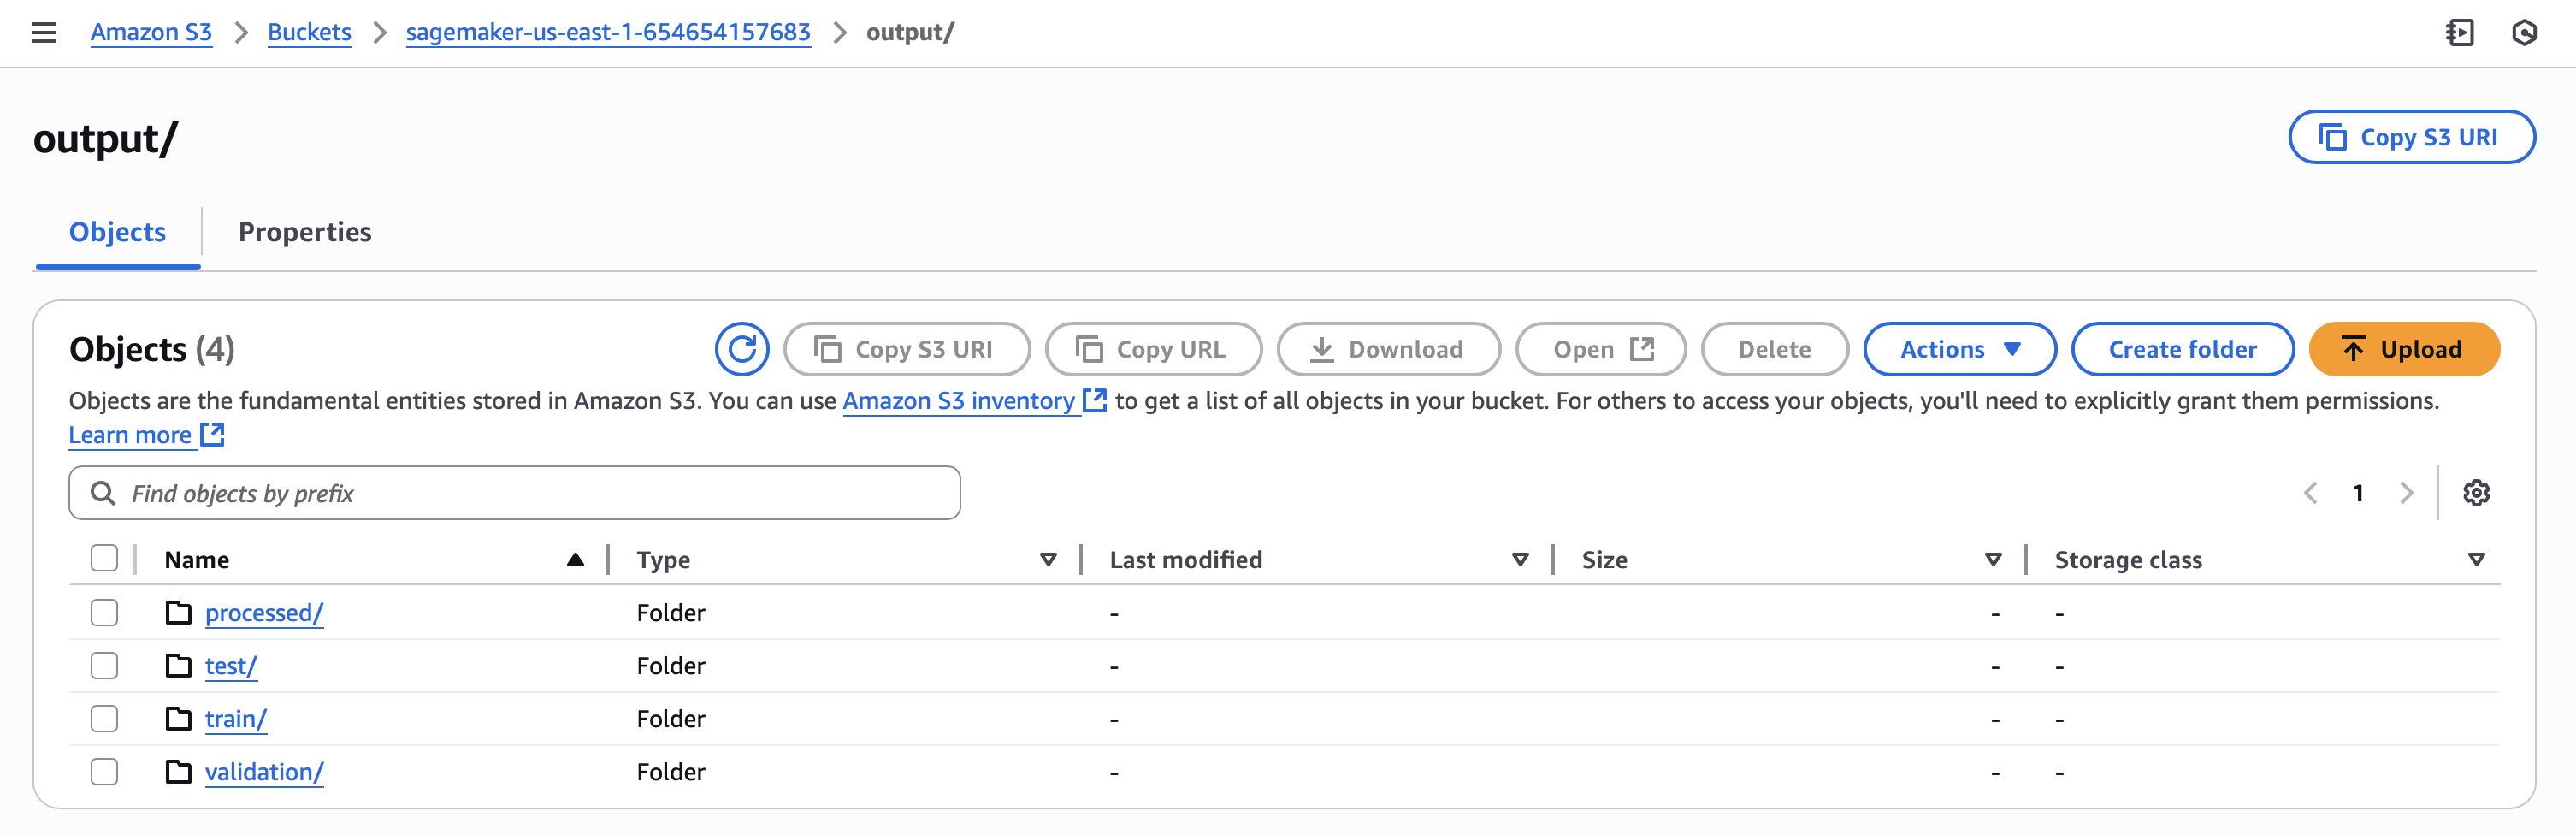 Amazon S3 > Buckets > sagemaker-us-east-1-654654157683 > output/
output/
Copy S3 URI
Objects Properties
Objects (4)
Copy S3 URI Copy URL Download Open Delete Actions Create folder Upload
Objects are the fundamental entities stored in Amazon S3. You can use Amazon S3 inventory to get a list of all objects in your bucket. For others to access your objects, you'll need to explicitly grant them permissions.
Learn more
Find objects by prefix
1
Name Type Last modified Size Storage class
processed/ Folder - - -
test/ Folder - - -
train/ Folder - - -
validation/ Folder - - -